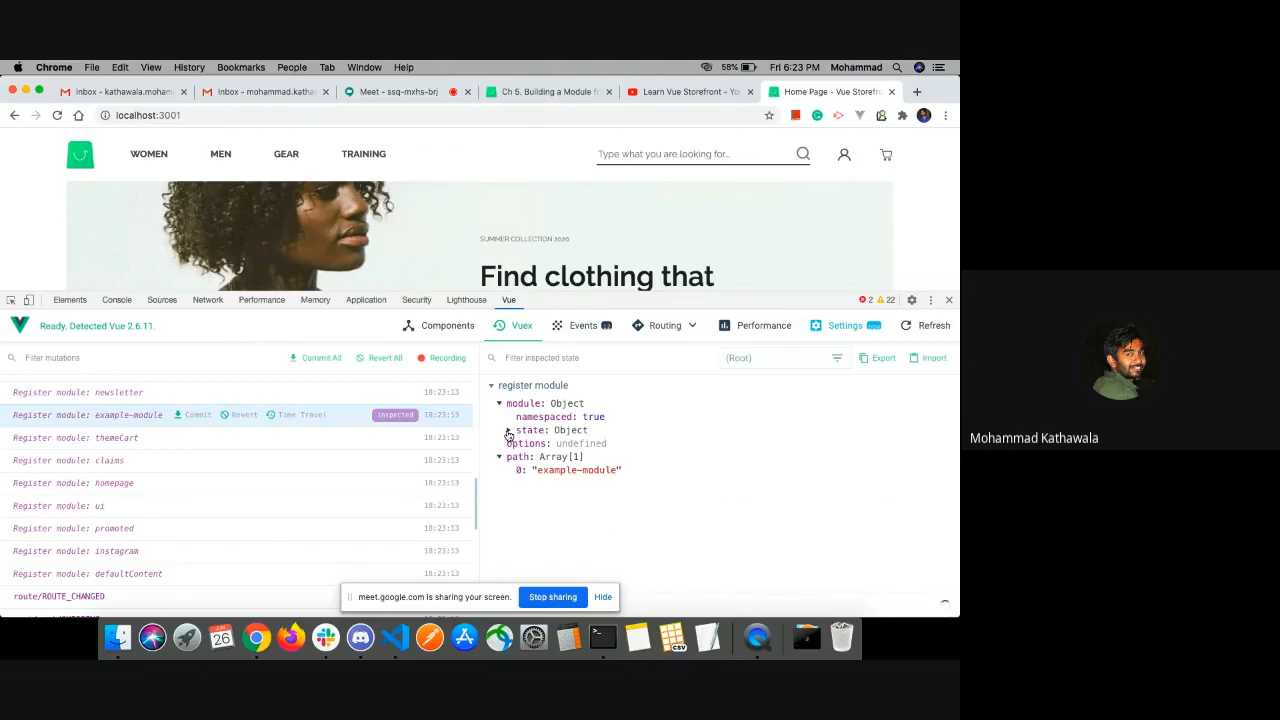 Chrome File Edit View History Bookmarks People Tab Window Help 58% Fri 6:23 PM Mohammad
Inbox - kathawala.moham Inbox - mohammad.katha Meet - ssq-mxhs-brj Ch 5. Building a Module fr Learn Vue Storefront - Yo Home Page - Vue Storef
localhost:3001
WOMEN MEN GEAR TRAINING Type what you are looking for...
SUMMER COLLECTION 2020
Find clothing that
Elements Console Sources Network Performance Memory Application Security Lighthouse Vue 2 22
Ready. Detected Vue 2.6.11. Components Vuex Events Routing Performance Settings Refresh
Filter mutations Commit All Revert All Recording Filter inspected state (Root) Export Import
Register module: newsletter 18:23:13
Register module: example-module Commit Revert Time Travel inspected 18:23:13
Register module: themeCart 18:23:13
Register module: claims 18:23:13
Register module: homepage 18:23:13
Register module: ui 18:23:13
Register module: promoted 18:23:13
Register module: instagram 18:23:13
Register module: defaultContent 18:23:13
route/ROUTE_CHANGED
register module
module: Object
namespaced: true
state: Object
options: undefined
path: Array[1]
0: "example-module"
meet.google.com is sharing your screen. Stop sharing Hide
JUN
26
CSV
Mohammad Kathawala